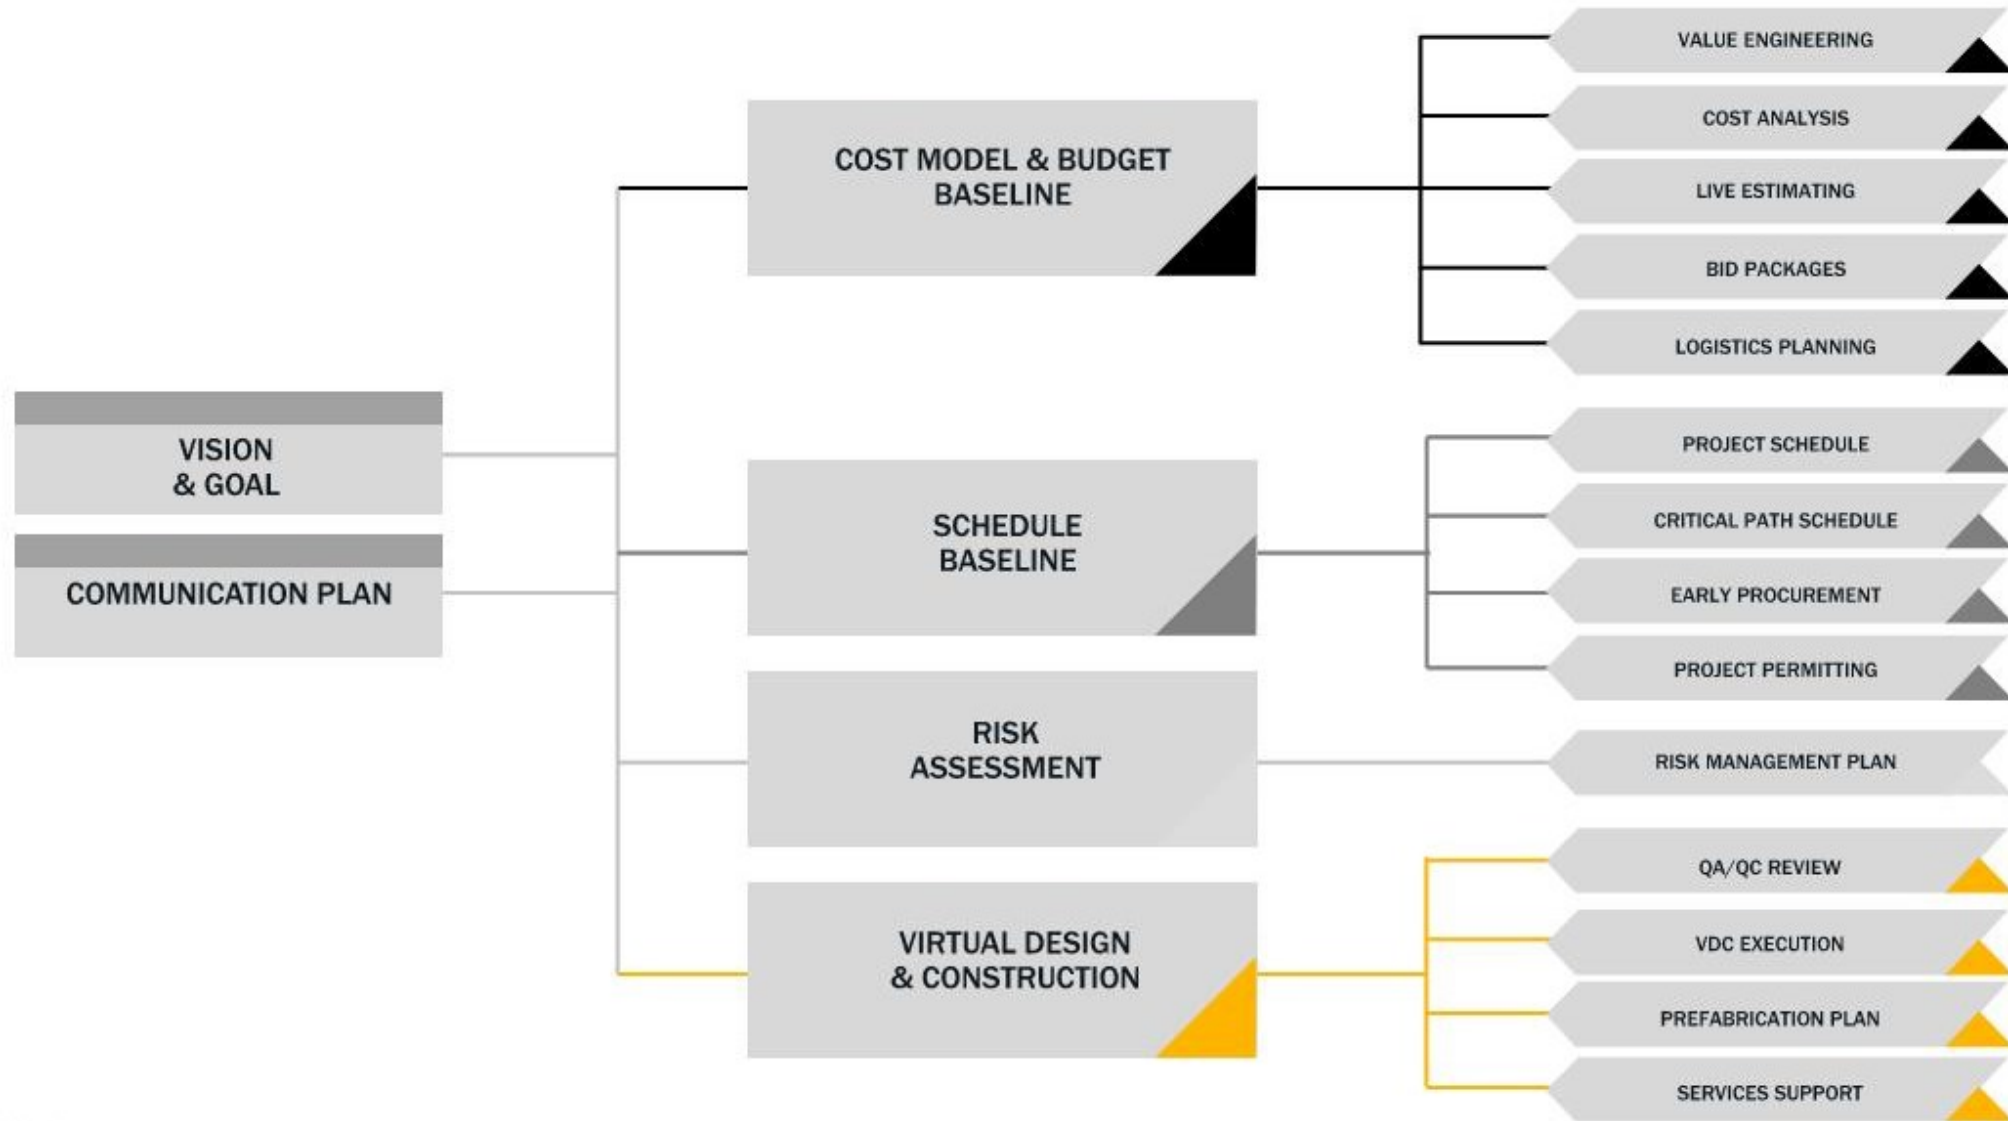 VISION
& GOAL
COMMUNICATION PLAN
COST MODEL & BUDGET
BASELINE
SCHEDULE
BASELINE
RISK
ASSESSMENT
VIRTUAL DESIGN
& CONSTRUCTION
VALUE ENGINEERING
COST ANALYSIS
LIVE ESTIMATING
BID PACKAGES
LOGISTICS PLANNING
PROJECT SCHEDULE
CRITICAL PATH SCHEDULE
EARLY PROCUREMENT
PROJECT PERMITTING
RISK MANAGEMENT PLAN
QA/QC REVIEW
VDC EXECUTION
PREFABRICATION PLAN
SERVICES SUPPORT